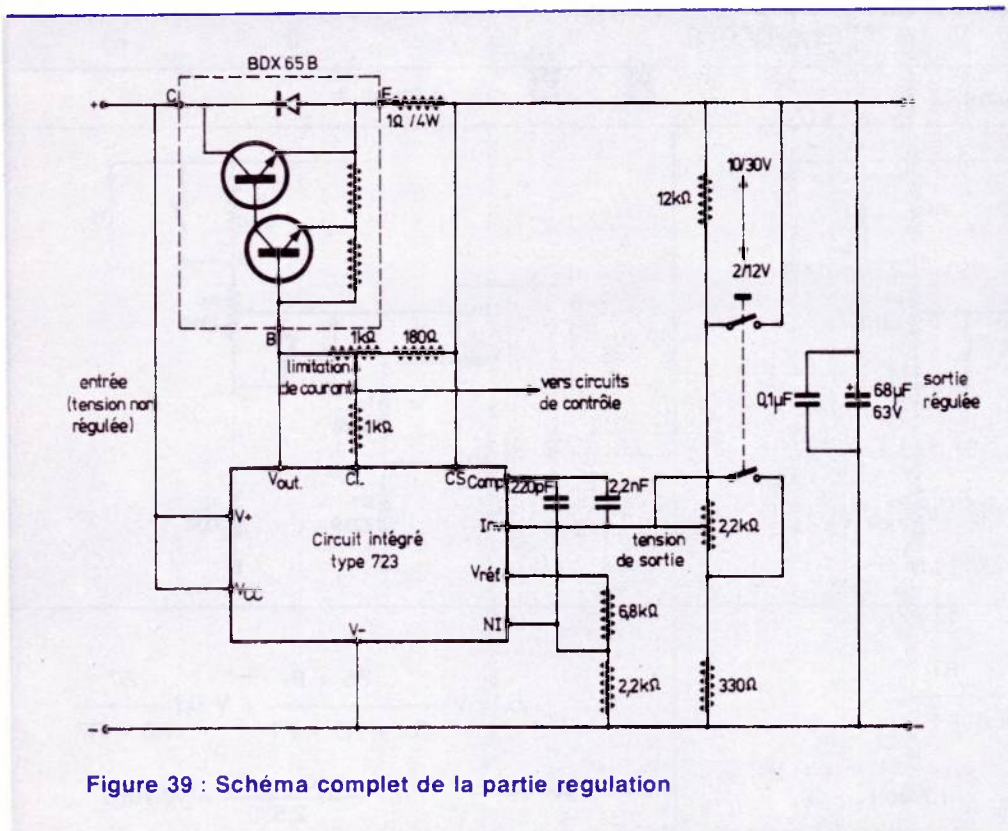 BDX 65 B
+
C
E
1Ω /4W
12kΩ
10/30V
2/12V
B
1kΩ
180Ω
limitation
de courant
vers circuits
de contrôle
entrée
(tension non
régulée)
1kΩ
0,1µF
+
68µF
63V
sortie
régulée
Vout.
CL
CS
Comp
220pF
2,2nF
V+
Circuit intégré
type 723
In
tension
de sortie
2,2kΩ
Vréf
VCC
NI
6,8kΩ
V-
2,2kΩ
330Ω
-
-
Figure 39 : Schéma complet de la partie regulation